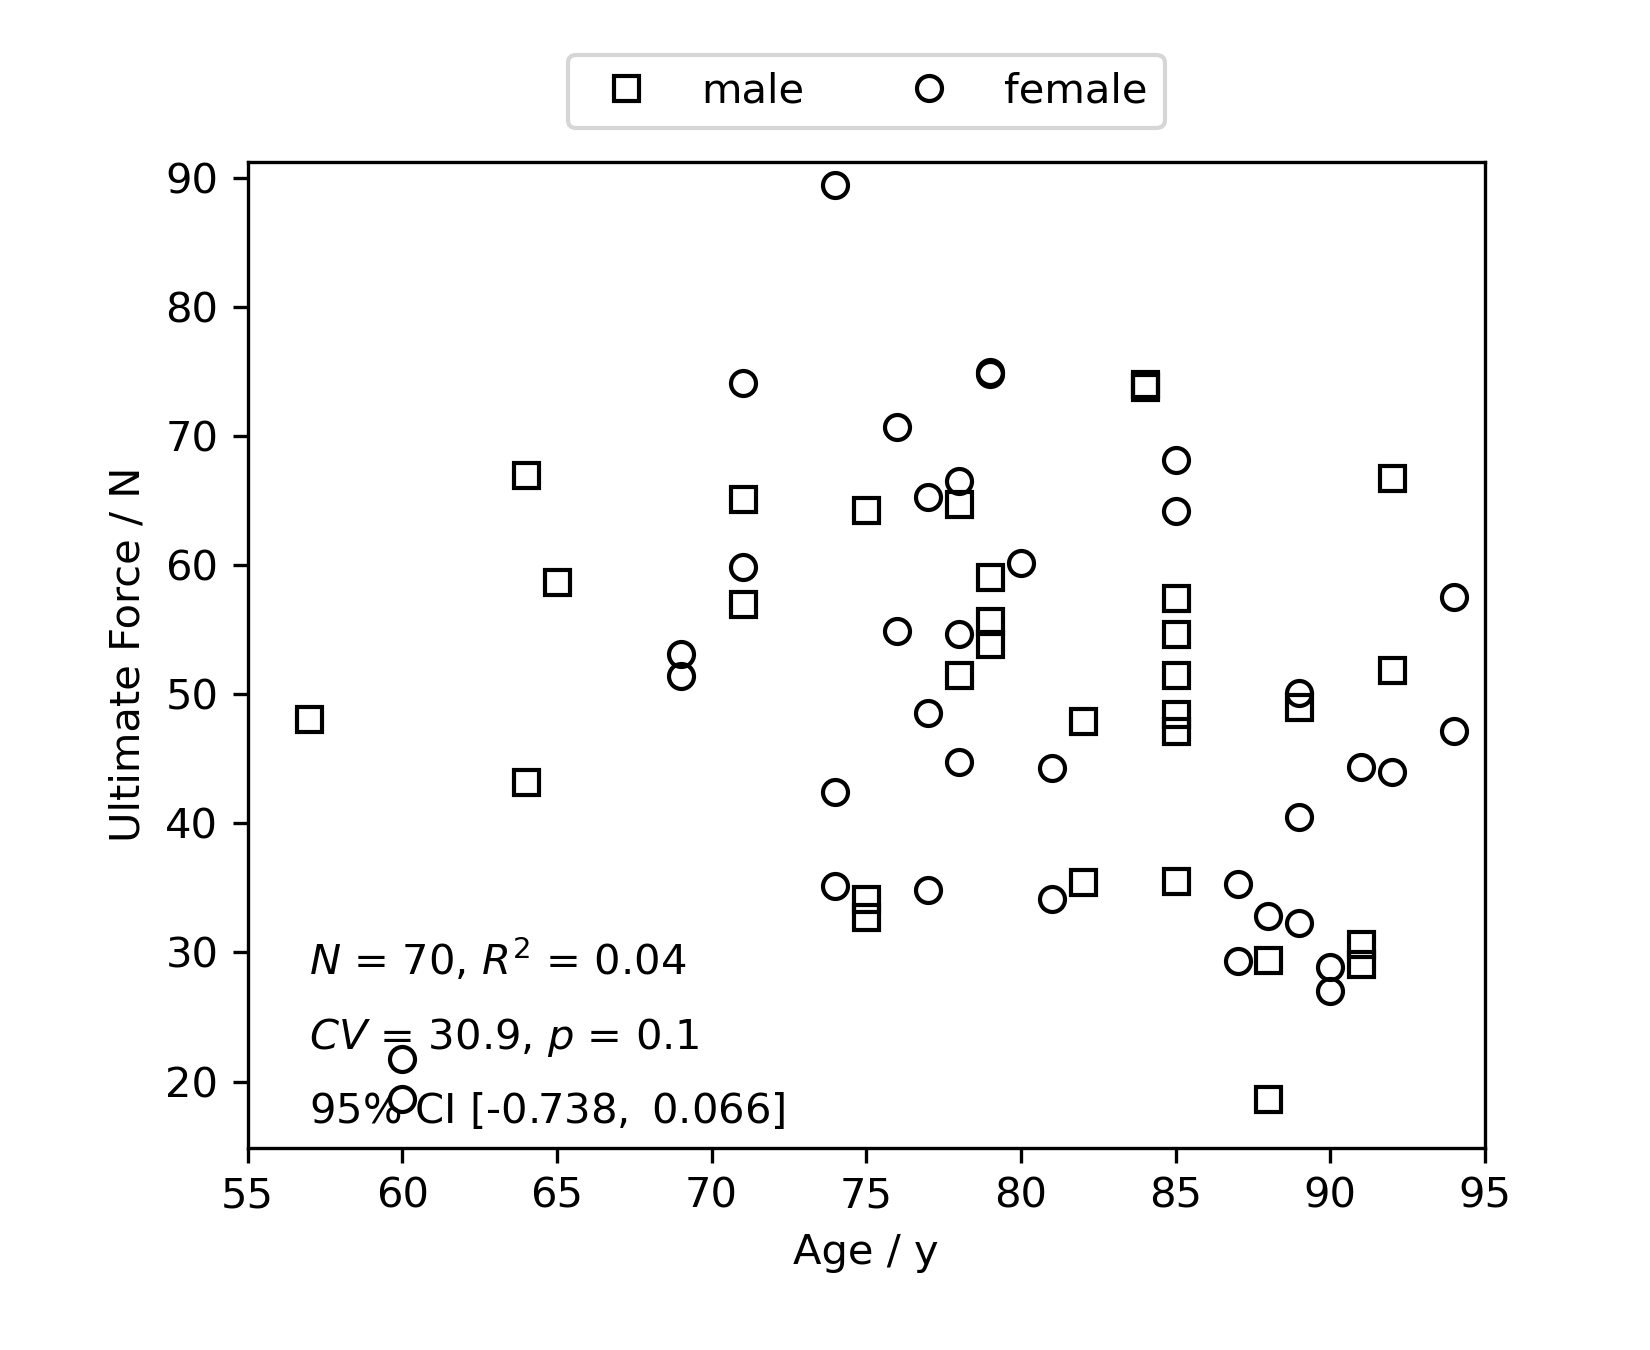 male female
90
80
70
60
50
40
30
20
Ultimate Force / N
N = 70, R² = 0.04
CV = 30.9, p = 0.1
95% CI [-0.738, 0.066]
55 60 65 70 75 80 85 90 95
Age / y